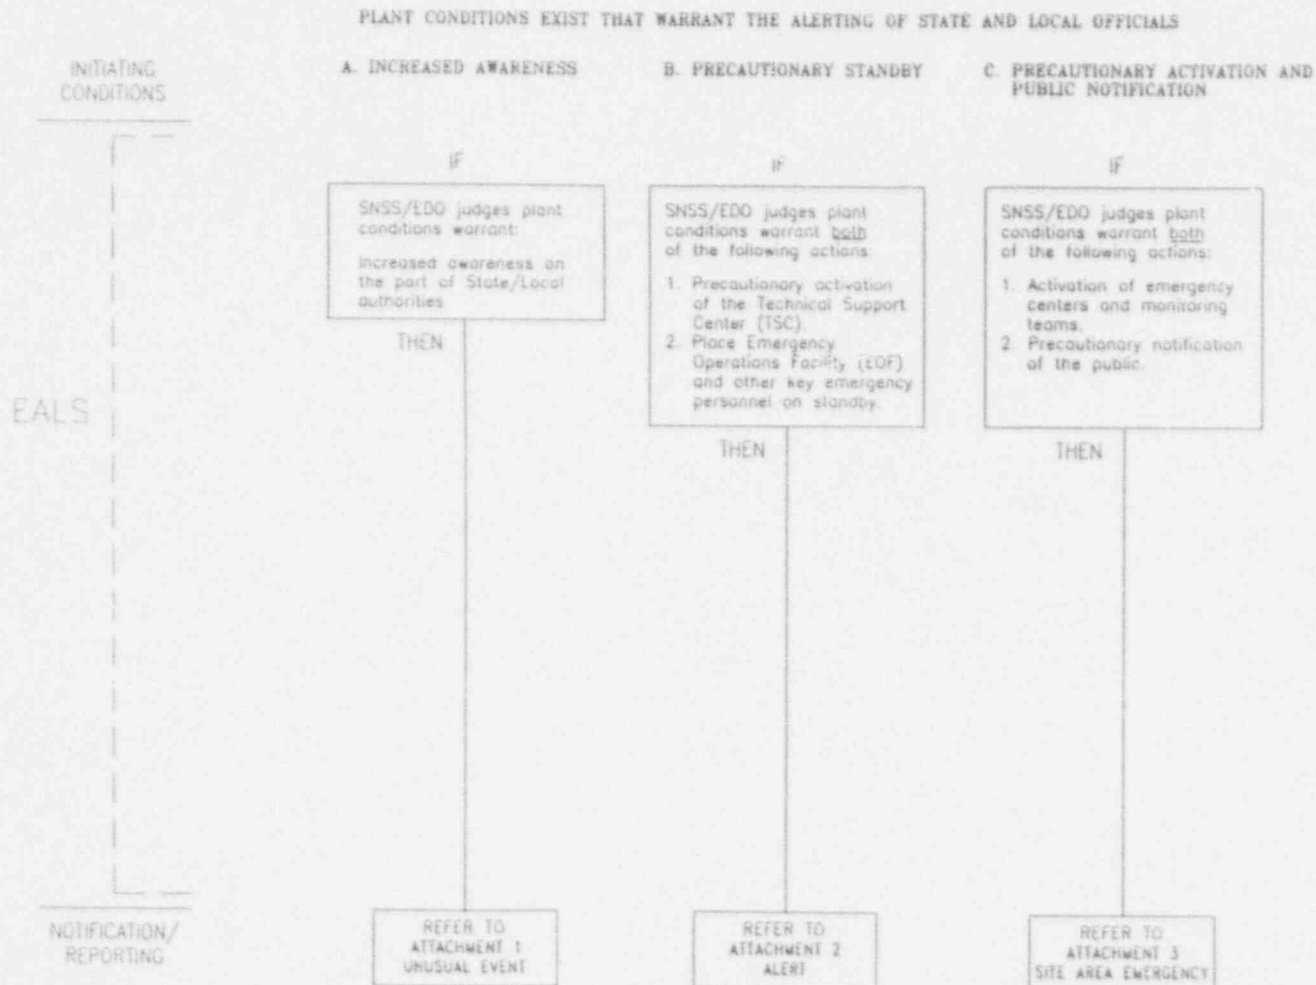 PLANT CONDITIONS EXIST THAT WARRANT THE ALERTING OF STATE AND LOCAL OFFICIALS
INITIATING
CONDITIONS
A. INCREASED AWARENESS
B. PRECAUTIONARY STANDBY
C. PRECAUTIONARY ACTIVATION AND
PUBLIC NOTIFICATION
EALS
IF
SNSS/EDO judges plant
conditions warrant:
Increased awareness on
the part of State/Local
authorities
THEN
IF
SNSS/EDO judges plant
conditions warrant both
of the following actions:
1. Precautionary activation
of the Technical Support
Center (TSC).
2. Place Emergency
Operations Facility (EOF)
and other key emergency
personnel on standby.
THEN
IF
SNSS/EDO judges plant
conditions warrant both
of the following actions:
1. Activation of emergency
centers and monitoring
teams.
2. Precautionary notification
of the public.
THEN
NOTIFICATION/
REPORTING
REFER TO
ATTACHMENT 1
UNUSUAL EVENT
REFER TO
ATTACHMENT 2
ALERT
REFER TO
ATTACHMENT 3
SITE AREA EMERGENCY